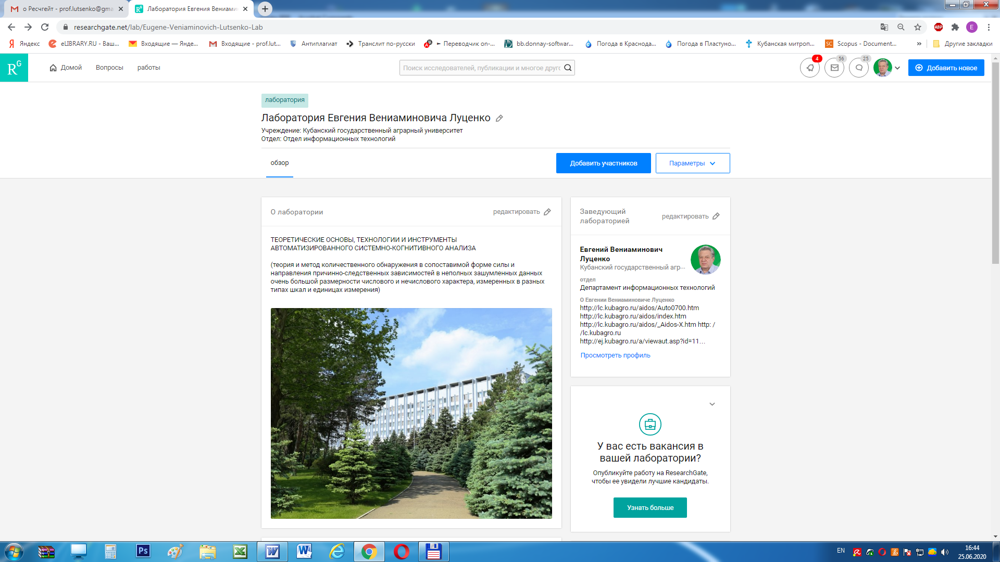 о Ресчгейт - prof.lutsenko@gma
Лаборатория Евгения Вениамин
researchgate.net/lab/Eugene-Veniaminovich-Lutsenko-Lab
E
Яндекс
eLIBRARY.RU - Ваш...
Входящие — Янде...
Входящие - prof.lut...
Антиплагиат
Транслит по-русски
► Переводчик on-...
bb.donnay-softwar...
Погода в Краснода...
Погода в Пластуно...
Кубанская митроп...
Scopus - Document...
»
Другие закладки
RG
Домой
Вопросы
работы
Поиск исследователей, публикации и многое друго
4
56
25
Добавить новое
лаборатория
Лаборатория Евгения Вениаминовича Луценко
Учреждение: Кубанский государственный аграрный университет
Отдел: Отдел информационных технологий
обзор
Добавить участников
Параметры
О лаборатории
редактировать
ТЕОРЕТИЧЕСКИЕ ОСНОВЫ, ТЕХНОЛОГИИ И ИНСТРУМЕНТЫ
АВТОМАТИЗИРОВАННОГО СИСТЕМНО-КОГНИТИВНОГО АНАЛИЗА
(теория и метод количественного обнаружения в сопоставимой форме силы и
направления причинно-следственных зависимостей в неполных зашумленных данных
очень большой размерности числового и нечислового характера, измеренных в разных
типах шкал и единицах измерения)
Заведующий
лабораторией
редактировать
Евгений Вениаминович
Луценко
Кубанский государственный агр...
отдел
Департамент информационных технологий
О Евгении Вениаминовиче Луценко
http://lc.kubagro.ru/aidos/Auto0700.htm
http://lc.kubagro.ru/aidos/index.htm
http://lc.kubagro.ru/aidos/_Aidos-X.htm http: /
/lc.kubagro.ru
http://ej.kubagro.ru/a/viewaut.asp?id=11...
Просмотреть профиль
У вас есть вакансия в
вашей лаборатории?
Опубликуйте работу на ResearchGate,
чтобы ее увидели лучшие кандидаты.
Узнать больше
EN
16:44
25.06.2020